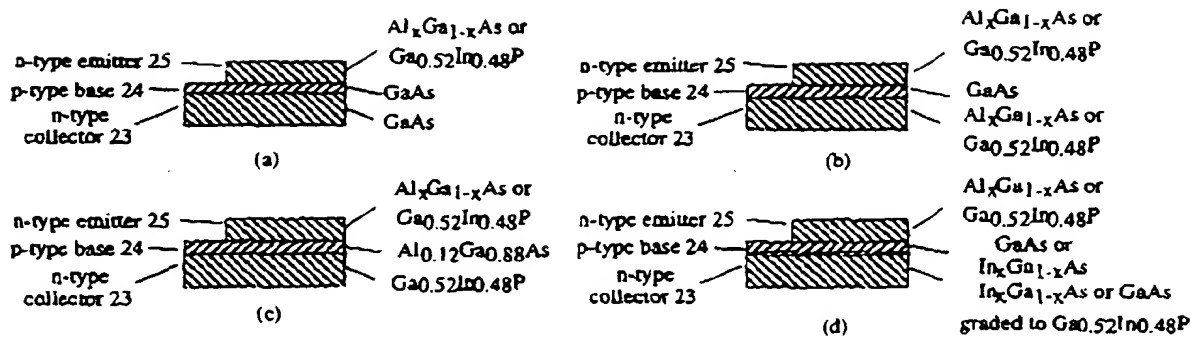 AlxGa1-xAs or
Ga0.52In0.48P
n-type emitter 25
p-type base 24
GaAs
n-type
collector 23
GaAs
(a)
AlxGa1-xAs or
Ga0.52In0.48P
n-type emitter 25
p-type base 24
GaAs
n-type
collector 23
AlxGa1-xAs or
Ga0.52In0.48P
(b)
AlxGa1-xAs or
Ga0.52In0.48P
n-type emitter 25
p-type base 24
Al0.12Ga0.88As
n-type
collector 23
Ga0.52In0.48P
(c)
AlxGa1-xAs or
Ga0.52In0.48P
n-type emitter 25
p-type base 24
GaAs or
InxGa1-xAs
n-type
collector 23
InxGa1-xAs or GaAs
graded to Ga0.52In0.48P
(d)